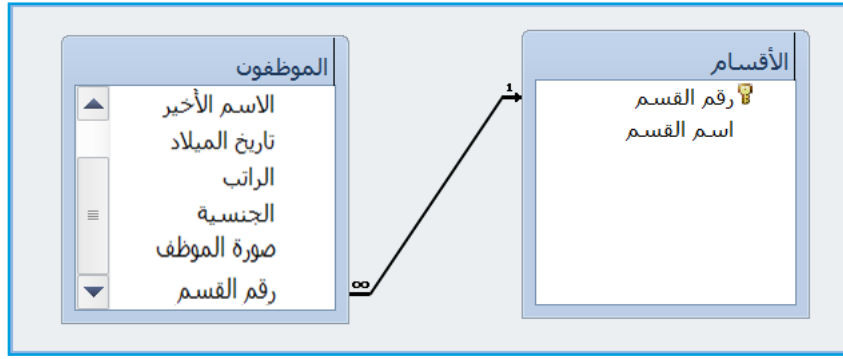 الأقسام
رقم القسم
اسم القسم
1
∞
الموظفون
الاسم الأخير
تاريخ الميلاد
الراتب
الجنسية
صورة الموظف
رقم القسم